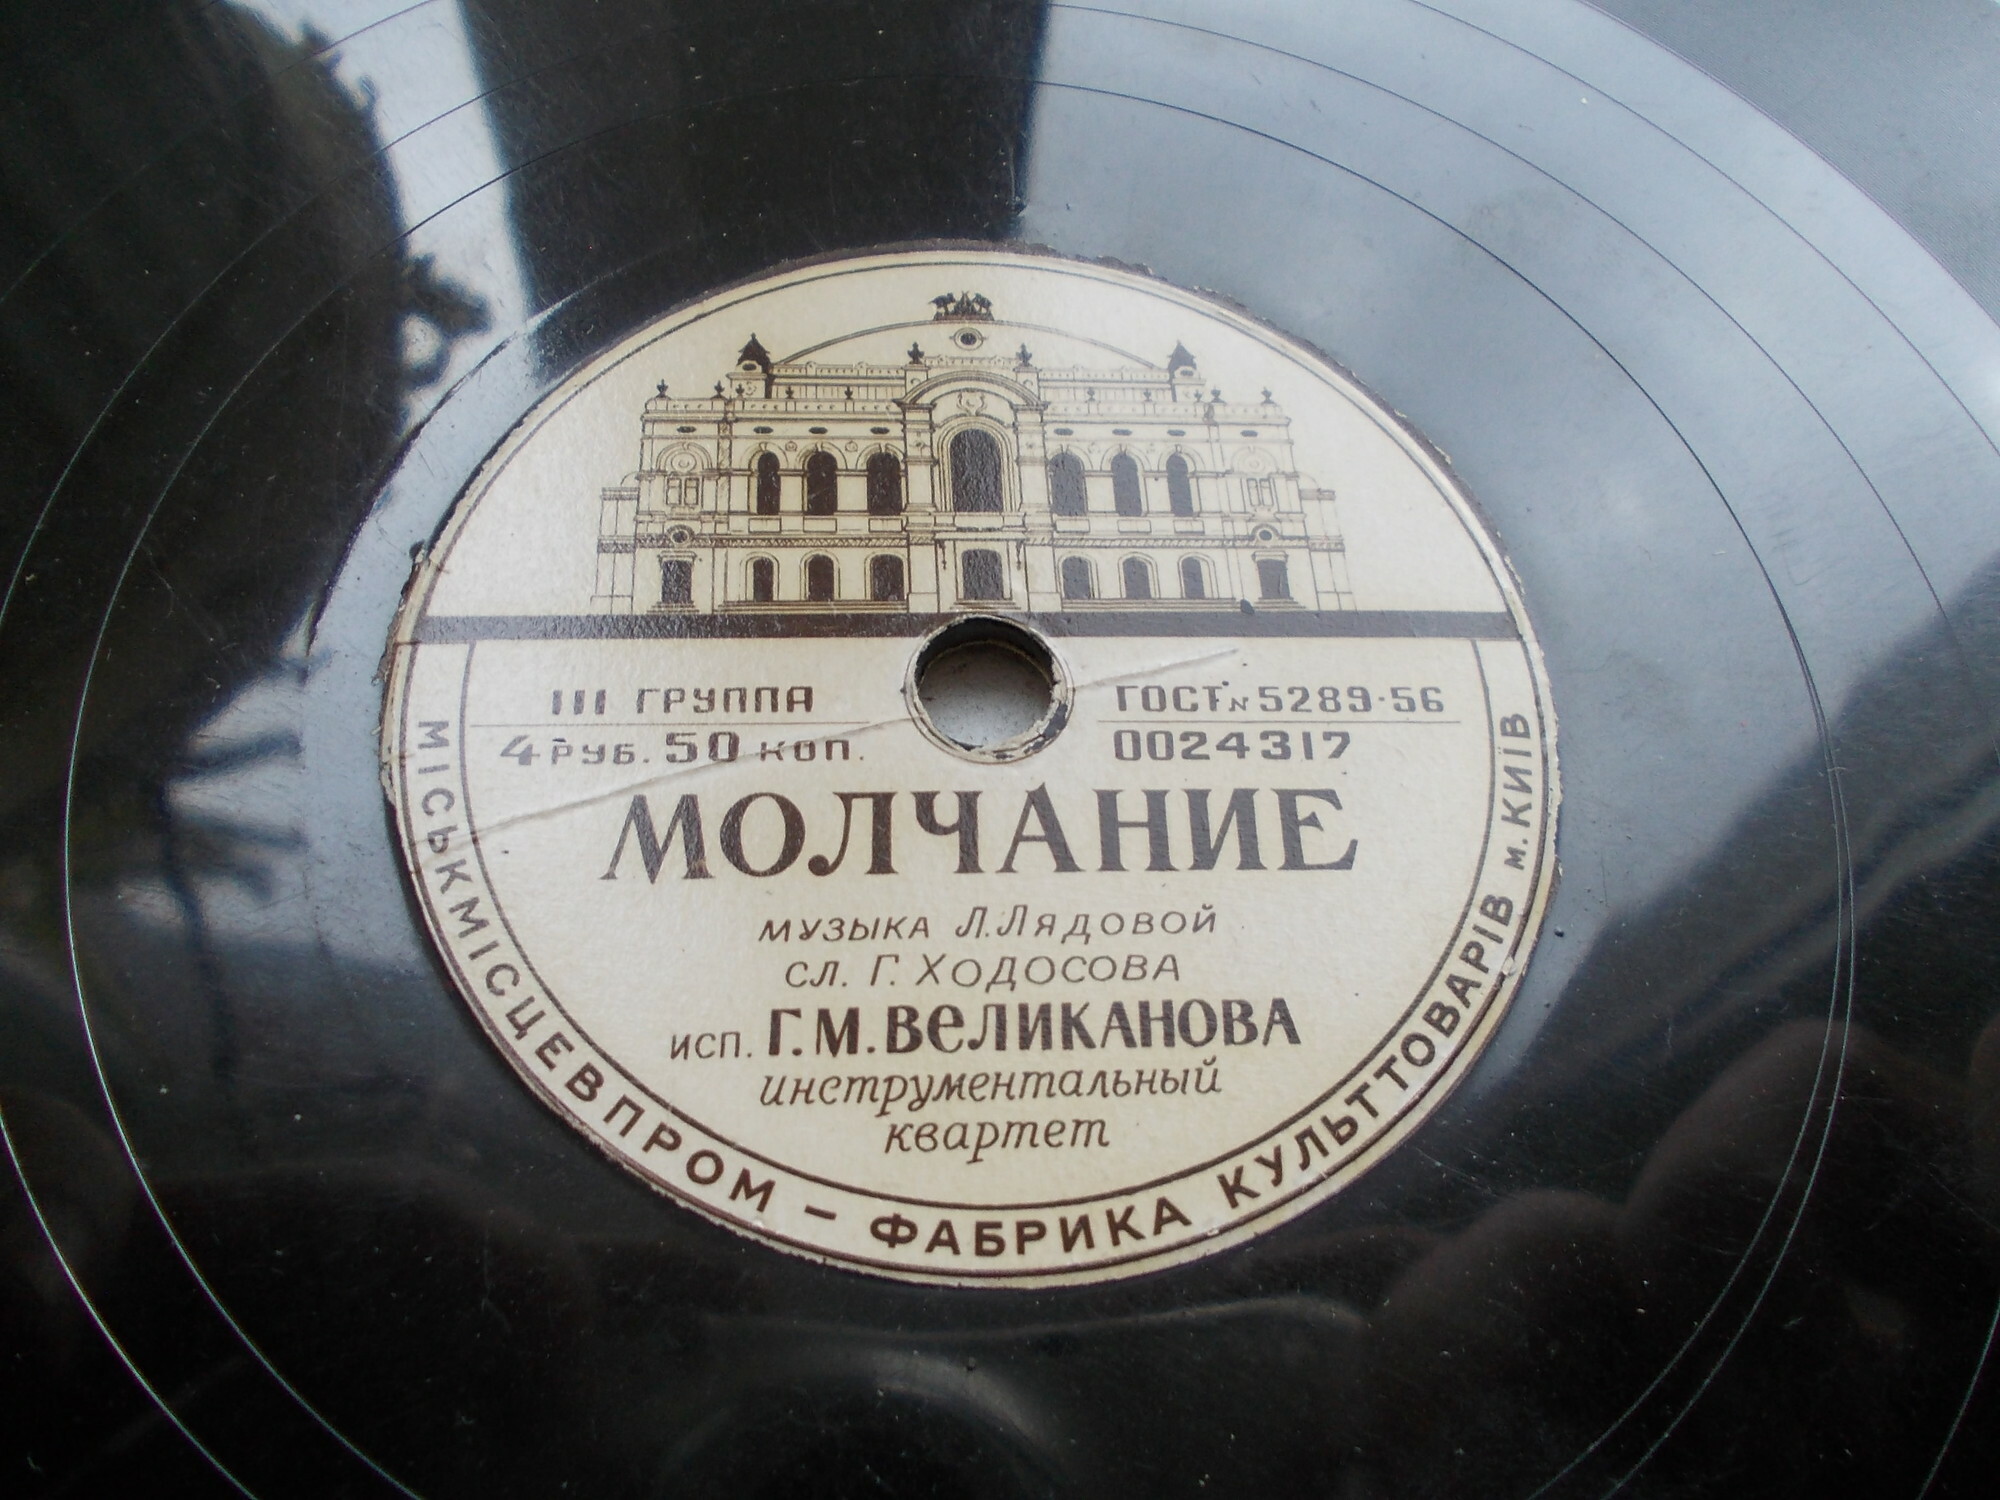 III ГРУППА
4 РУБ. 50 КОП.
ГОСТ N 5289-56
0024317
МОЛЧАНИЕ
МУЗЫКА Л. ЛЯДОВОЙ
СЛ. Г. ХОДОСОВА
ИСП. Г.М. ВЕЛИКАНОВА
инструментальный
квартет
МІСЬКМІСЦЕВПРОМ – ФАБРИКА КУЛЬТТОВАРІВ м. КИЇВ